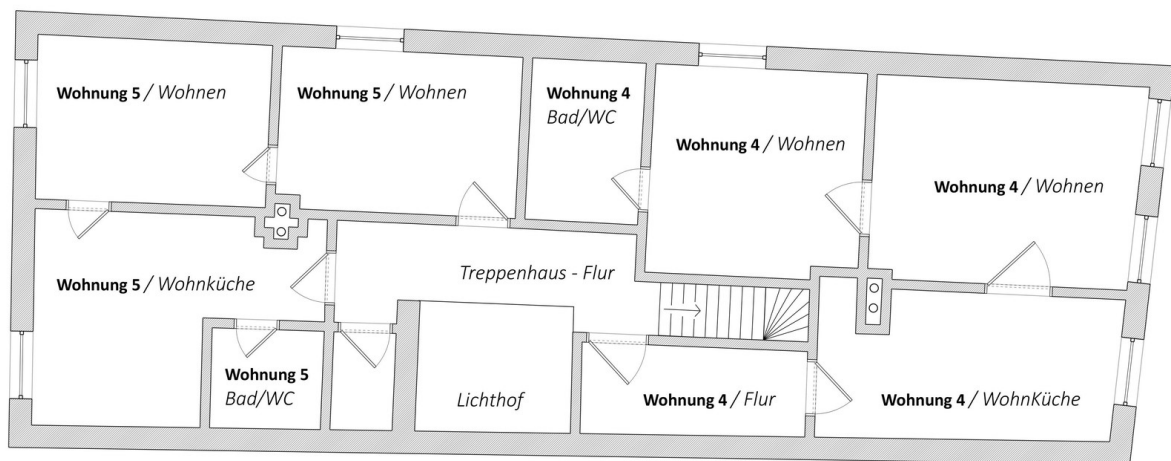 Wohnung 5 / Wohnen
Wohnung 5 / Wohnen
Wohnung 4
Bad/WC
Wohnung 4 / Wohnen
Wohnung 4 / Wohnen
Wohnung 5 / Wohnküche
Treppenhaus - Flur
Wohnung 5
Bad/WC
Lichthof
Wohnung 4 / Flur
Wohnung 4 / WohnKüche